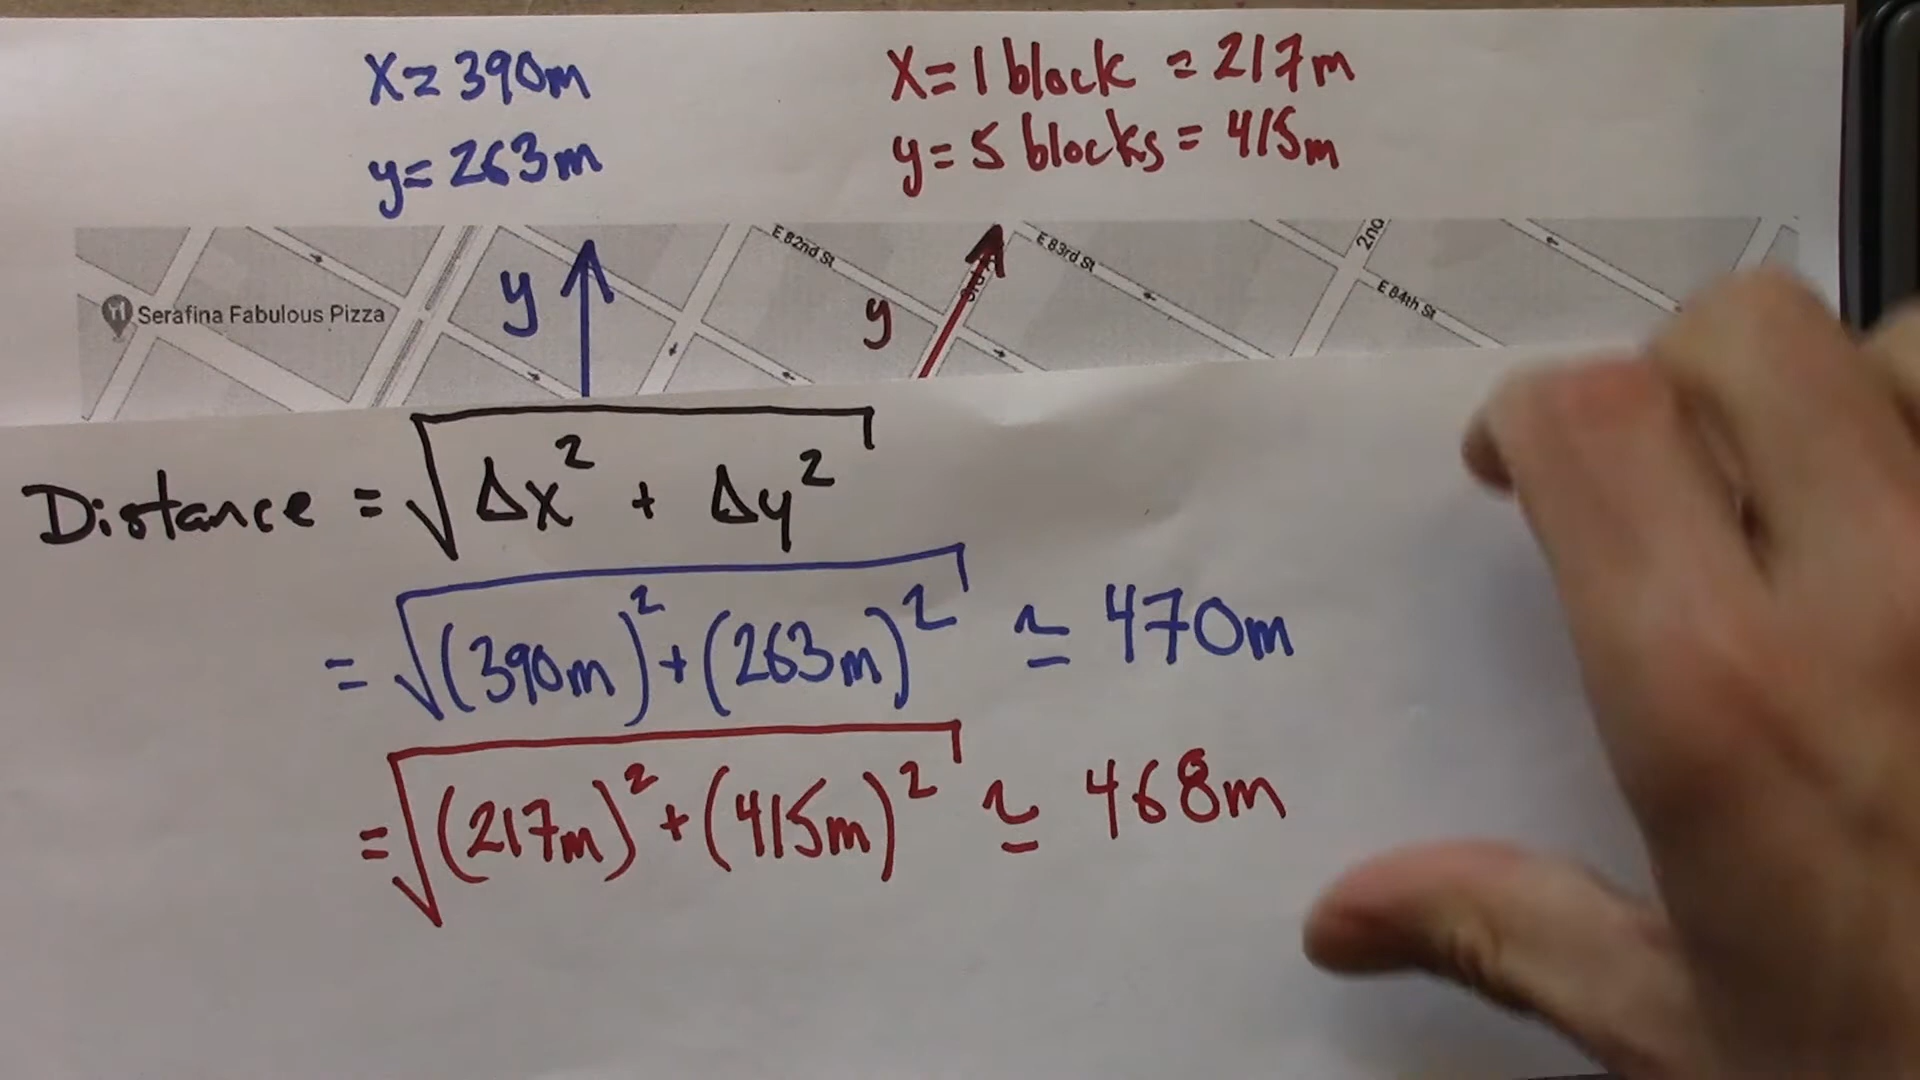 x≃390m
y=263m
x=1 block = 217m
y=5 blocks = 415m
E 82nd St
E 83rd St
2nd
E 84th St
Serafina Fabulous Pizza
y
y
Distance = √Δx² + Δy²
= √(390m)²+(263m)² ≃ 470m
= √(217m)²+(415m)² ≃ 468m